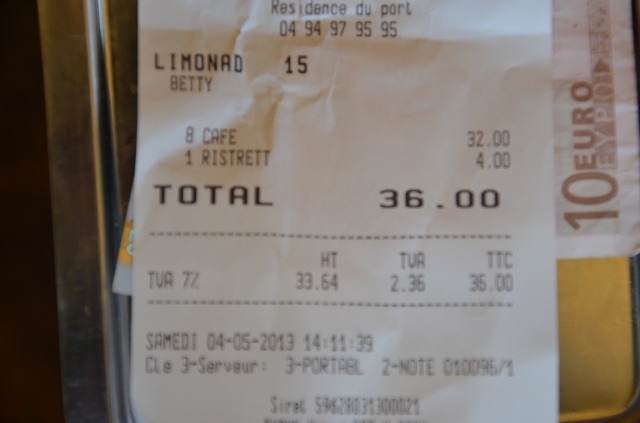 Residence du port
04 94 97 95 95
LIMONAD 15
BETTY
8 CAFE 32.00
1 RISTRETT 4.00
TOTAL 36.00
HT TVA TTC
TVA 7% 33.64 2.36 36.00
SAMEDI 04-05-2013 14:11:39
Cle 3-Serveur: 3-PORTABL 2-NOTE 010096/1
Siret 59628031300021
10 EURO
ΕΥΡΩ